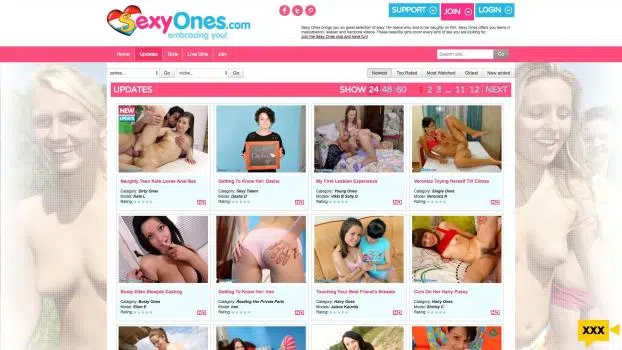 SexyOnes.com
embracing you!
SUPPORT JOIN LOGIN
Sexy Ones brings you an great selection of sexy 18+ teens who love to be naughty on film. Sexy Ones offers you teens in
masturbation, lesbian and hardcore videos. These beautiful girls cover every kind of sex you are looking for.
Join the Sexy Ones club and have fun!
Home Updates Girls Live Girls Join
Search site... Go
series... Go niche... Go
Newest Top Rated Most Watched Oldest New added
UPDATES
SHOW 24 48 60 1 2 3 ... 11 12 NEXT
NEW
UPDATE
Naughty Teen Kate Loves Anal Sex
Category: Dirty Ones
Model: Kate L
Rating:
Getting To Know Her: Dasha
Category: Sexy Talent
Model: Dasha D
Rating:
My First Lesbian Experience
Category: Young Ones
Model: Vikki B Sally D
Rating:
Veronica Toying Herself Till Climax
Category: Single Ones
Model: Veronica R
Rating:
Busty Ellen Blowjob Casting
Category: Busty Ones
Model: Ellen B
Rating:
Getting To Know Her: Iren
Category: Reading Her Private Parts
Model: Iren
Rating:
Touching Your Best Friend's Breasts
Category: Hairy Ones
Model: Karmila
Rating:
Cum On Her Hairy Pussy
Category: Hairy Ones
Model: Shirley C
Rating:
XXX